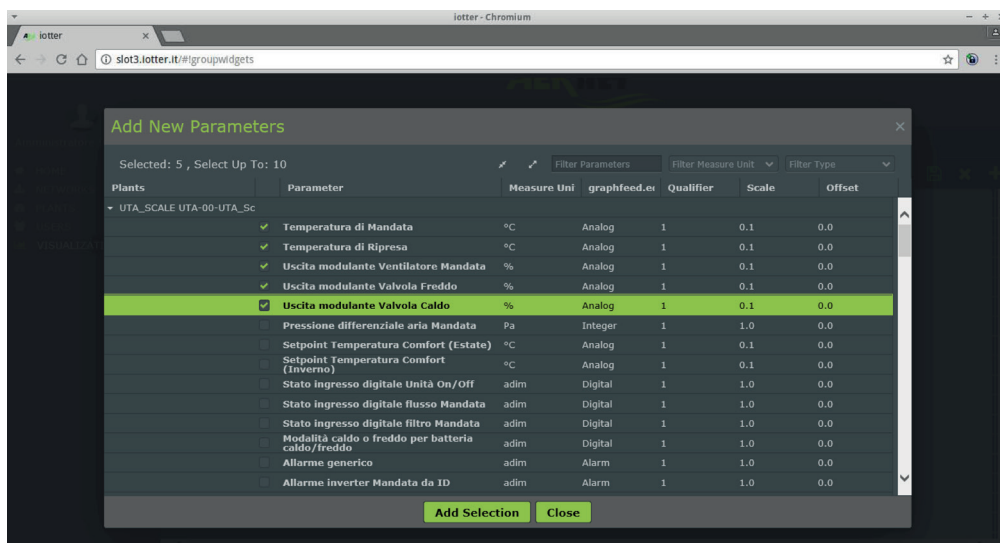 iotter - Chromium
iotter
slot3.iotter.it/#!groupwidgets
Add New Parameters
Selected: 5 , Select Up To: 10
Filter Parameters
Filter Measure Unit
Filter Type
Plants Parameter Measure Uni graphfeed.e Qualifier Scale Offset
UTA_SCALE UTA-00-UTA_Sc
Temperatura di Mandata °C Analog 1 0.1 0.0
Temperatura di Ripresa °C Analog 1 0.1 0.0
Uscita modulante Ventilatore Mandata % Analog 1 0.1 0.0
Uscita modulante Valvola Freddo % Analog 1 0.1 0.0
Uscita modulante Valvola Caldo % Analog 1 0.1 0.0
Pressione differenziale aria Mandata Pa Integer 1 1.0 0.0
Setpoint Temperatura Comfort (Estate) °C Analog 1 0.1 0.0
Setpoint Temperatura Comfort
(Inverno) °C Analog 1 0.1 0.0
Stato ingresso digitale Unità On/Off adim Digital 1 1.0 0.0
Stato ingresso digitale flusso Mandata adim Digital 1 1.0 0.0
Stato ingresso digitale filtro Mandata adim Digital 1 1.0 0.0
Modalità caldo o freddo per batteria
caldo/freddo adim Digital 1 1.0 0.0
Allarme generico adim Alarm 1 1.0 0.0
Allarme inverter Mandata da ID adim Alarm 1 1.0 0.0
Add Selection
Close